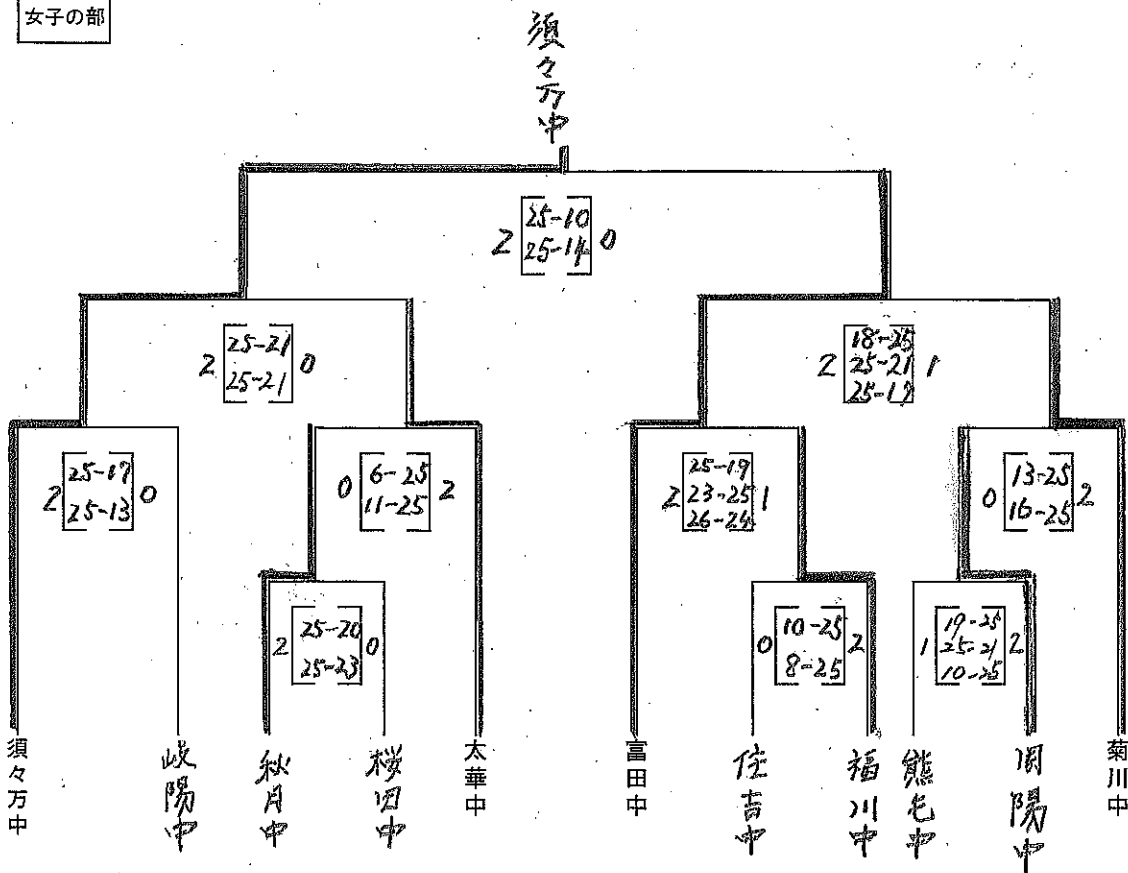 女子の部
須々万中
2 25-10 0
25-14
2 25-21 0
25-21
2 18-25 1
25-21
25-17
2 25-17 0
25-13
0 6-25 2
11-25
2 25-19 1
23-25
26-24
0 13-25 2
16-25
2 25-20 0
25-23
0 10-25 2
8-25
1 19-25 2
25-21
10-25
須々万中
岐陽中
秋月中
桜田中
太華中
富田中
住吉中
福川中
熊毛中
周陽中
菊川中